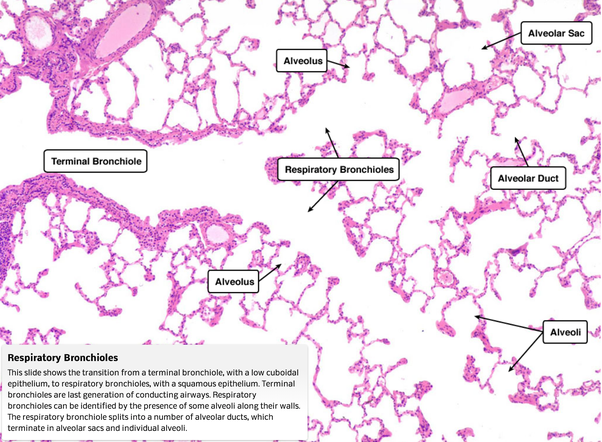 Alveolar Sac
Alveolus
Terminal Bronchiole
Respiratory Bronchioles
Alveolar Duct
Alveolus
Alveoli
Respiratory Bronchioles
This slide shows the transition from a terminal bronchiole, with a low cuboidal
epithelium, to respiratory bronchioles, with a squamous epithelium. Terminal
bronchioles are last generation of conducting airways. Respiratory
bronchioles can be identified by the presence of some alveoli along their walls.
The respiratory bronchiole splits into a number of alveolar ducts, which
terminate in alveolar sacs and individual alveoli.